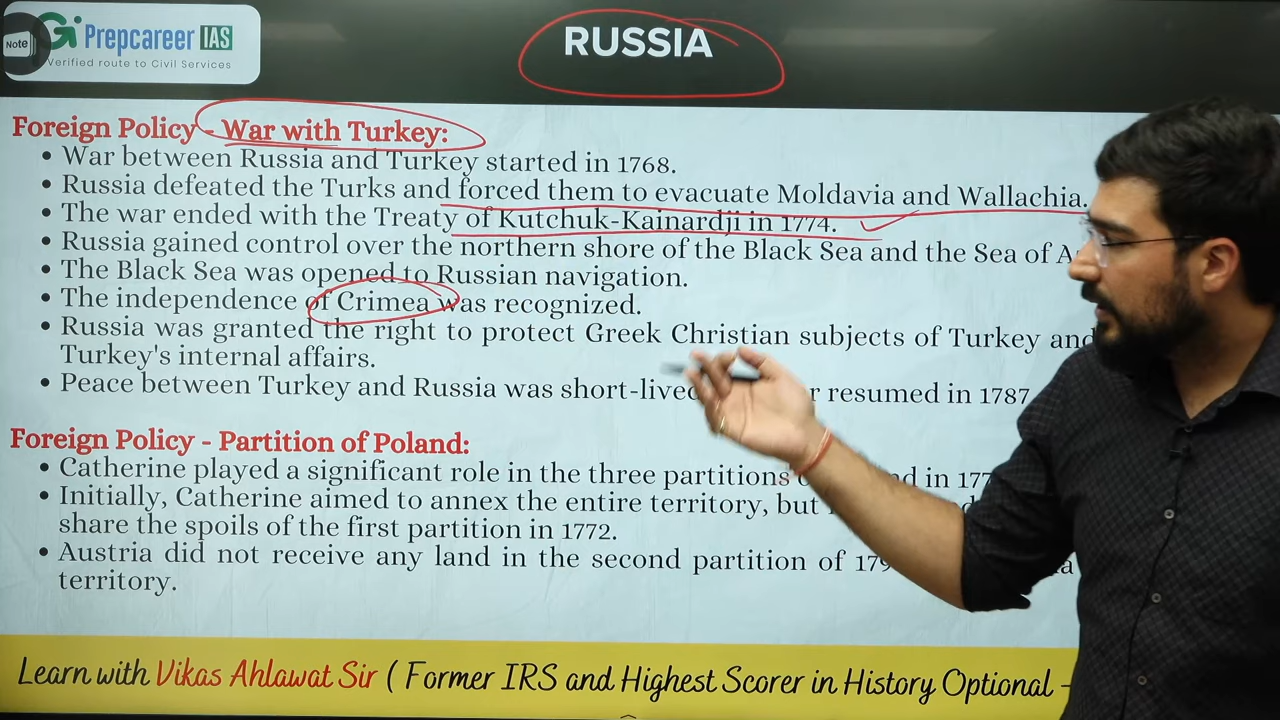 Note
Prepcareer IAS
Verified route to Civil Services
RUSSIA
Foreign Policy - War with Turkey:
• War between Russia and Turkey started in 1768.
• Russia defeated the Turks and forced them to evacuate Moldavia and Wallachia.
• The war ended with the Treaty of Kutchuk-Kainardji in 1774.
• Russia gained control over the northern shore of the Black Sea and the Sea of
• The Black Sea was opened to Russian navigation.
• The independence of Crimea was recognized.
• Russia was granted the right to protect Greek Christian subjects of Turkey and
Turkey's internal affairs.
• Peace between Turkey and Russia was short-lived resumed in 1787
Foreign Policy - Partition of Poland:
• Catherine played a significant role in the three partitions in
• Initially, Catherine aimed to annex the entire territory, but
share the spoils of the first partition in 1772.
• Austria did not receive any land in the second partition of
territory.
Learn with Vikas Ahlawat Sir ( Former IRS and Highest Scorer in History Optional -